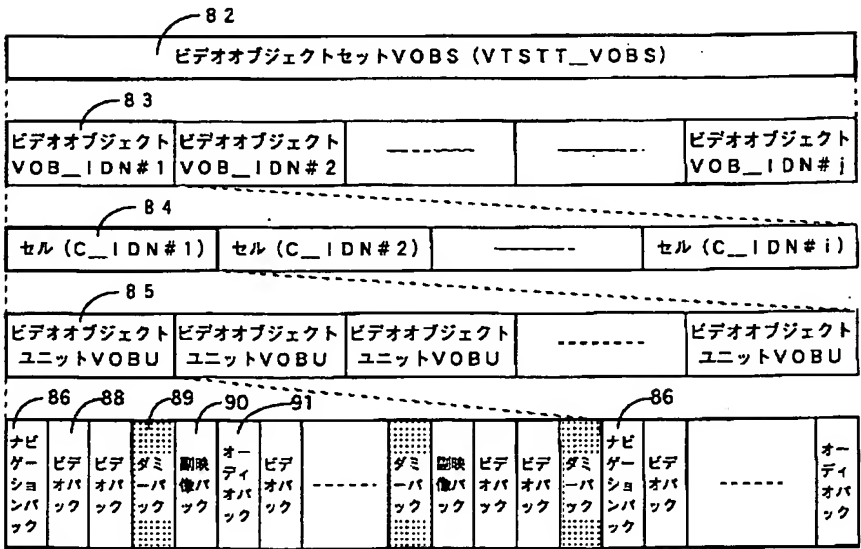 82
ビデオオブジェクトセットVOBS (VTSTT__VOBS)
83
ビデオオブジェクト
VOB__IDN#1
ビデオオブジェクト
VOB__IDN#2
ビデオオブジェクト
VOB__IDN#j
84
セル (C__IDN#1)
セル (C__IDN#2)
セル (C__IDN#i)
85
ビデオオブジェクト
ユニットVOBU
ビデオオブジェクト
ユニットVOBU
ビデオオブジェクト
ユニットVOBU
ビデオオブジェクト
ユニットVOBU
86
88
89
90
91
86
ナビゲーションパック
ビデオパック
ビデオパック
ダミーパック
副映像パック
オーディオパック
ビデオパック
ダミーパック
副映像パック
ビデオパック
ビデオパック
ダミーパック
ナビゲーションパック
ビデオパック
オーディオパック